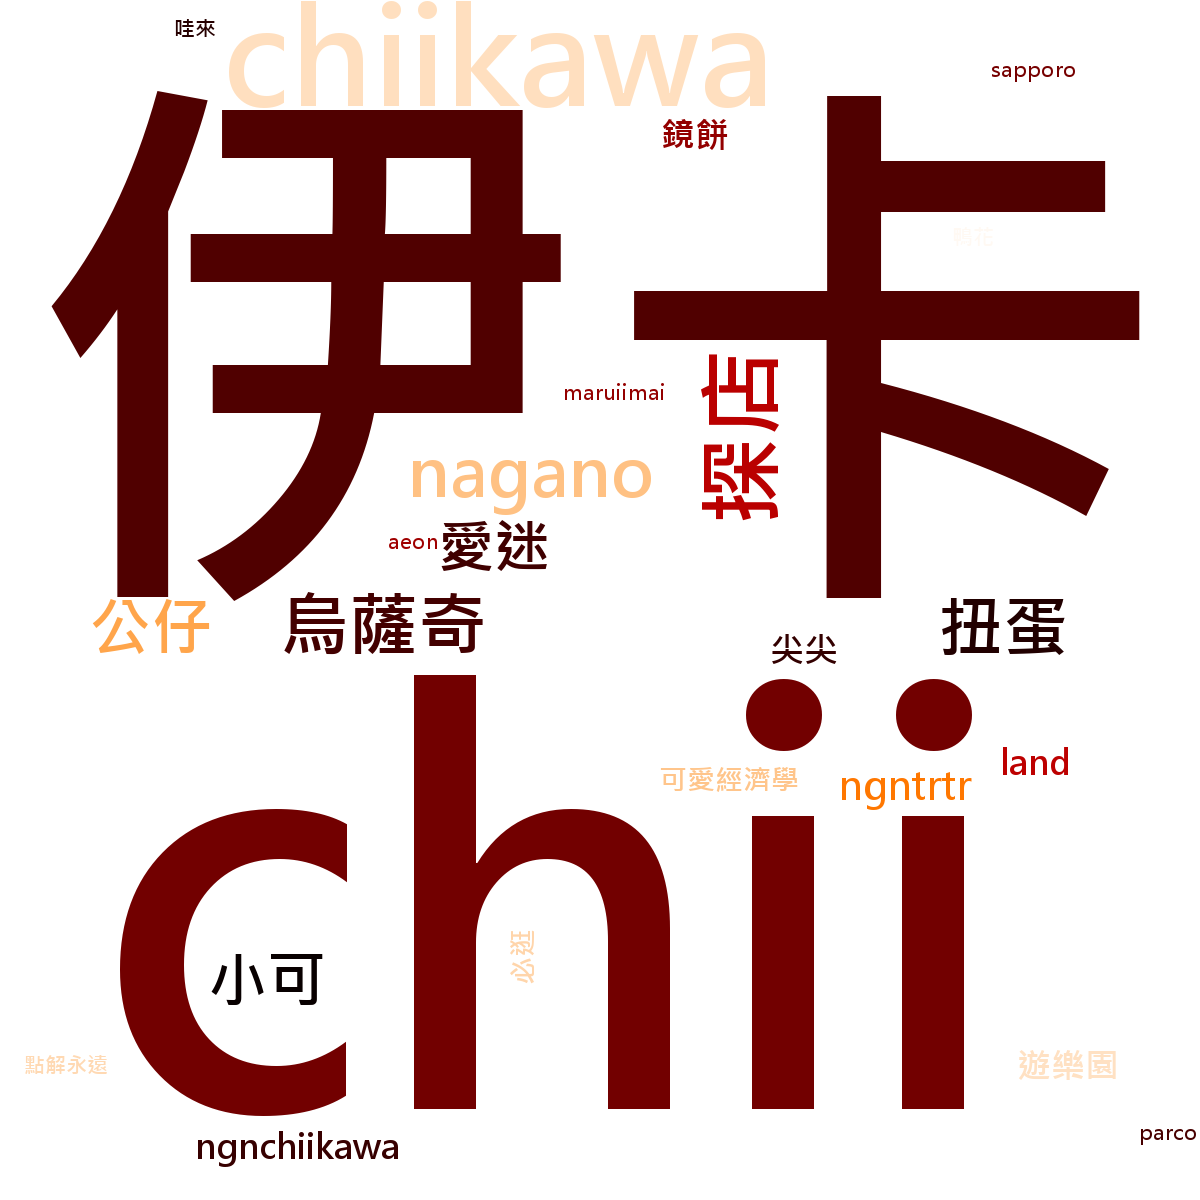 哇來
chiikawa
sapporo
鏡餅
伊卡
鴨花
maruiimai
探店
nagano
aeon
愛迷
公仔
烏薩奇
尖尖
扭蛋
chii
land
可愛經濟學
ngntrtr
必逛
小可
點解永遠
遊樂園
parco
ngnchiikawa